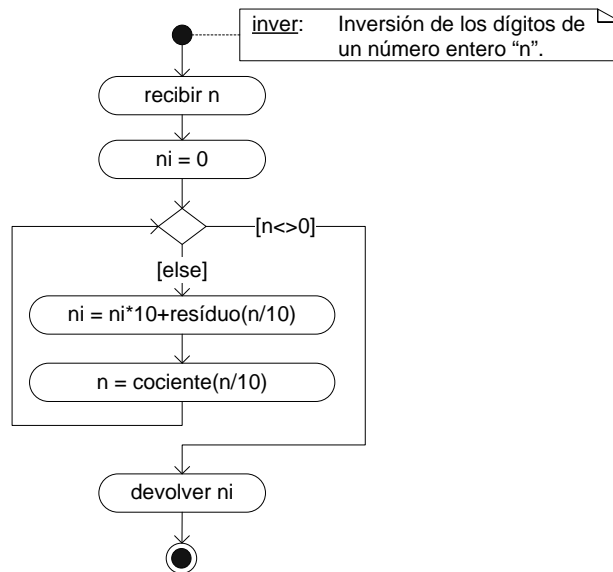 inver: Inversión de los dígitos de
un número entero “n”.
recibir n
ni = 0
[n<>0]
[else]
ni = ni*10+resíduo(n/10)
n = cociente(n/10)
devolver ni